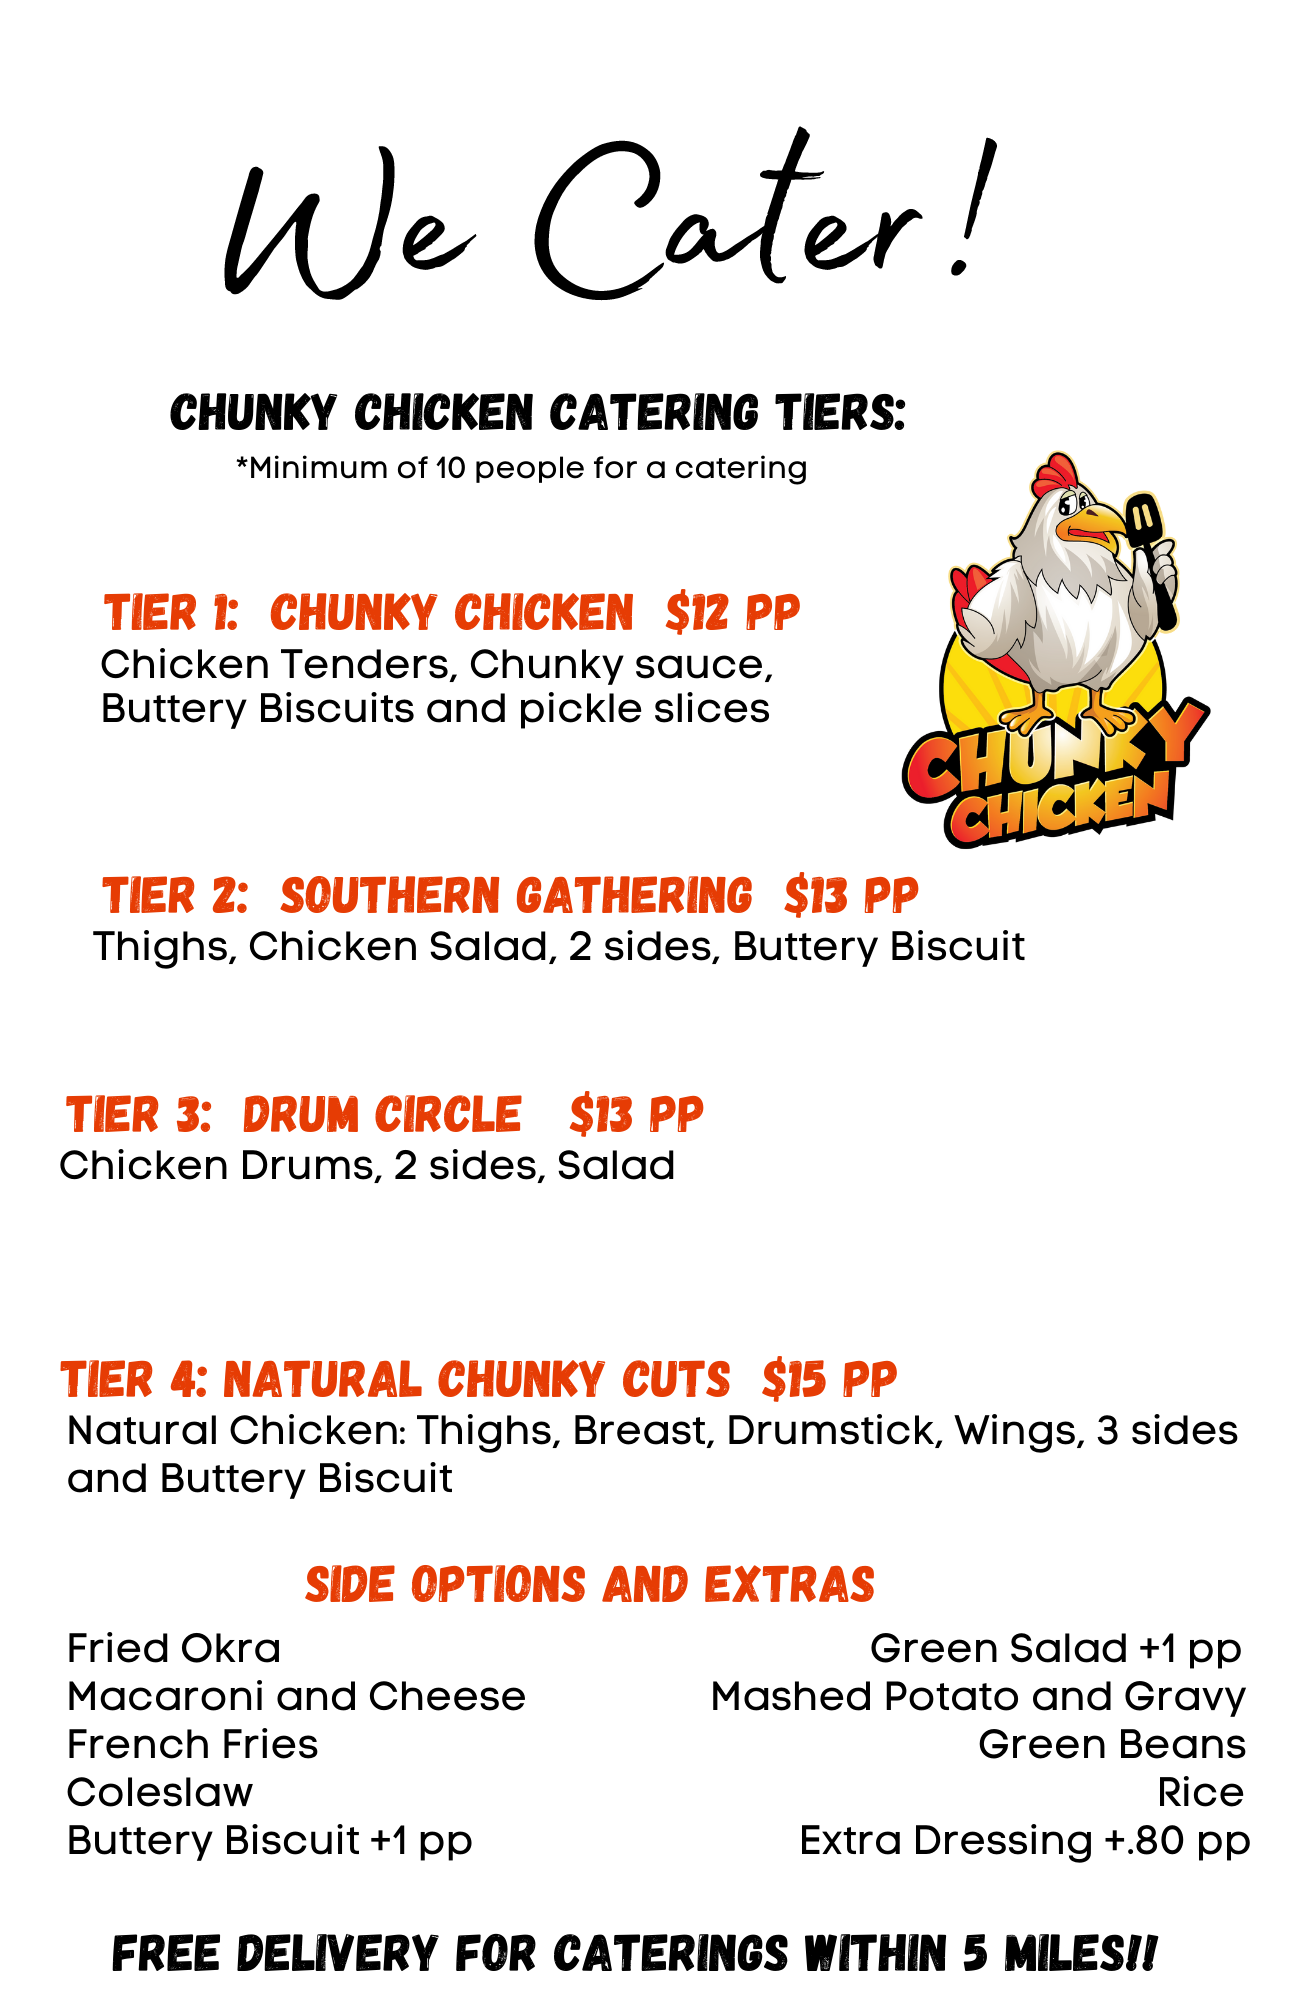 We Cater!
CHUNKY CHICKEN CATERING TIERS:
*Minimum of 10 people for a catering
TIER 1: CHUNKY CHICKEN $12 PP
Chicken Tenders, Chunky sauce,
Buttery Biscuits and pickle slices
CHUNKY
CHICKEN
TIER 2: SOUTHERN GATHERING $13 PP
Thighs, Chicken Salad, 2 sides, Buttery Biscuit
TIER 3: DRUM CIRCLE $13 PP
Chicken Drums, 2 sides, Salad
TIER 4: NATURAL CHUNKY CUTS $15 PP
Natural Chicken: Thighs, Breast, Drumstick, Wings, 3 sides
and Buttery Biscuit
SIDE OPTIONS AND EXTRAS
Fried Okra
Macaroni and Cheese
French Fries
Coleslaw
Buttery Biscuit +1 pp
Green Salad +1 pp
Mashed Potato and Gravy
Green Beans
Rice
Extra Dressing +.80 pp
FREE DELIVERY FOR CATERINGS WITHIN 5 MILES!!